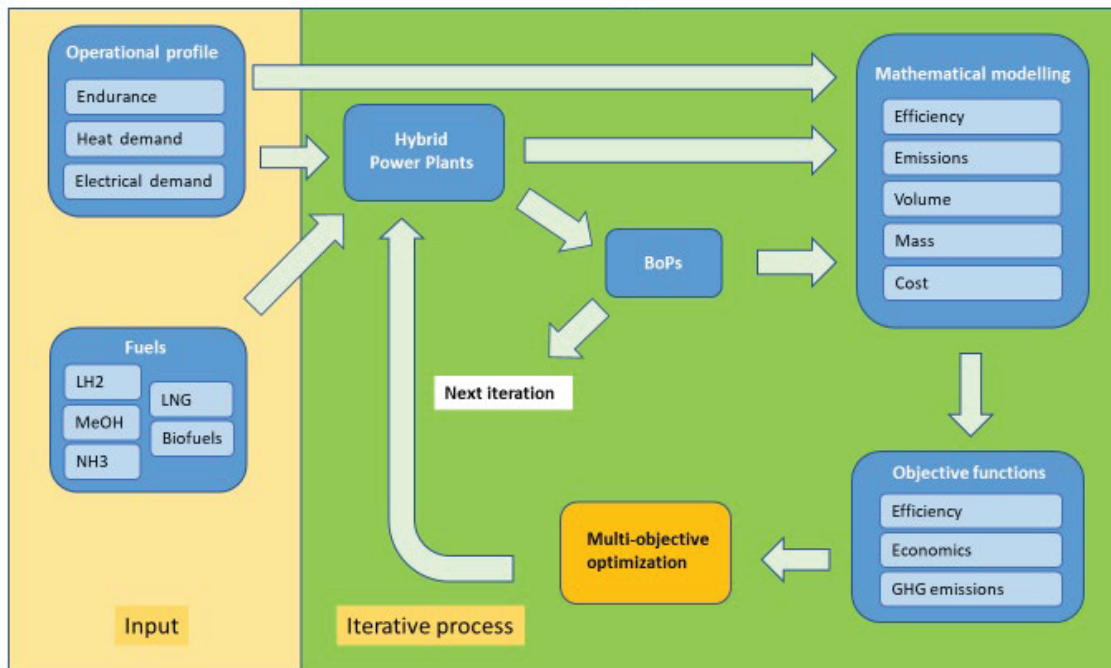 Operational profile
Endurance
Heat demand
Electrical demand
Fuels
LH2
MeOH
NH3
LNG
Biofuels
Input
Hybrid
Power Plants
BoPs
Next iteration
Mathematical modelling
Efficiency
Emissions
Volume
Mass
Cost
Objective functions
Efficiency
Economics
GHG emissions
Multi-objective
optimization
Iterative process